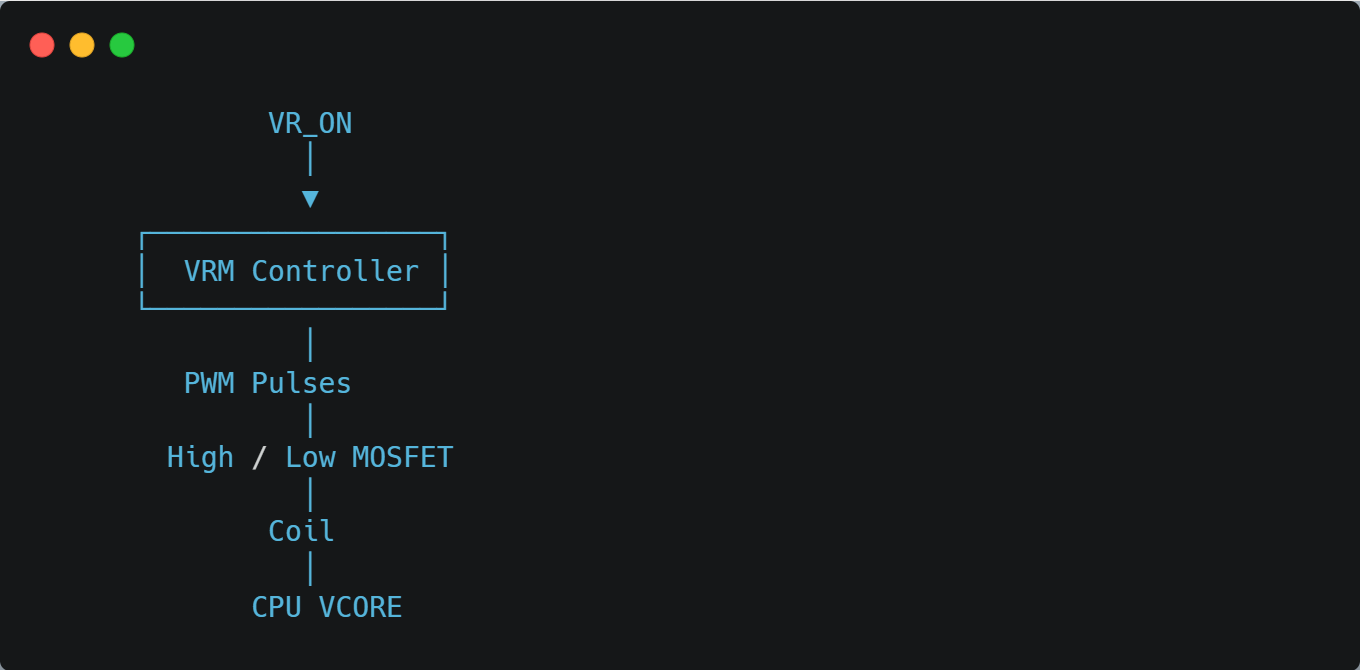 VR_ON
VRM Controller
PWM Pulses
High / Low MOSFET
Coil
CPU VCORE